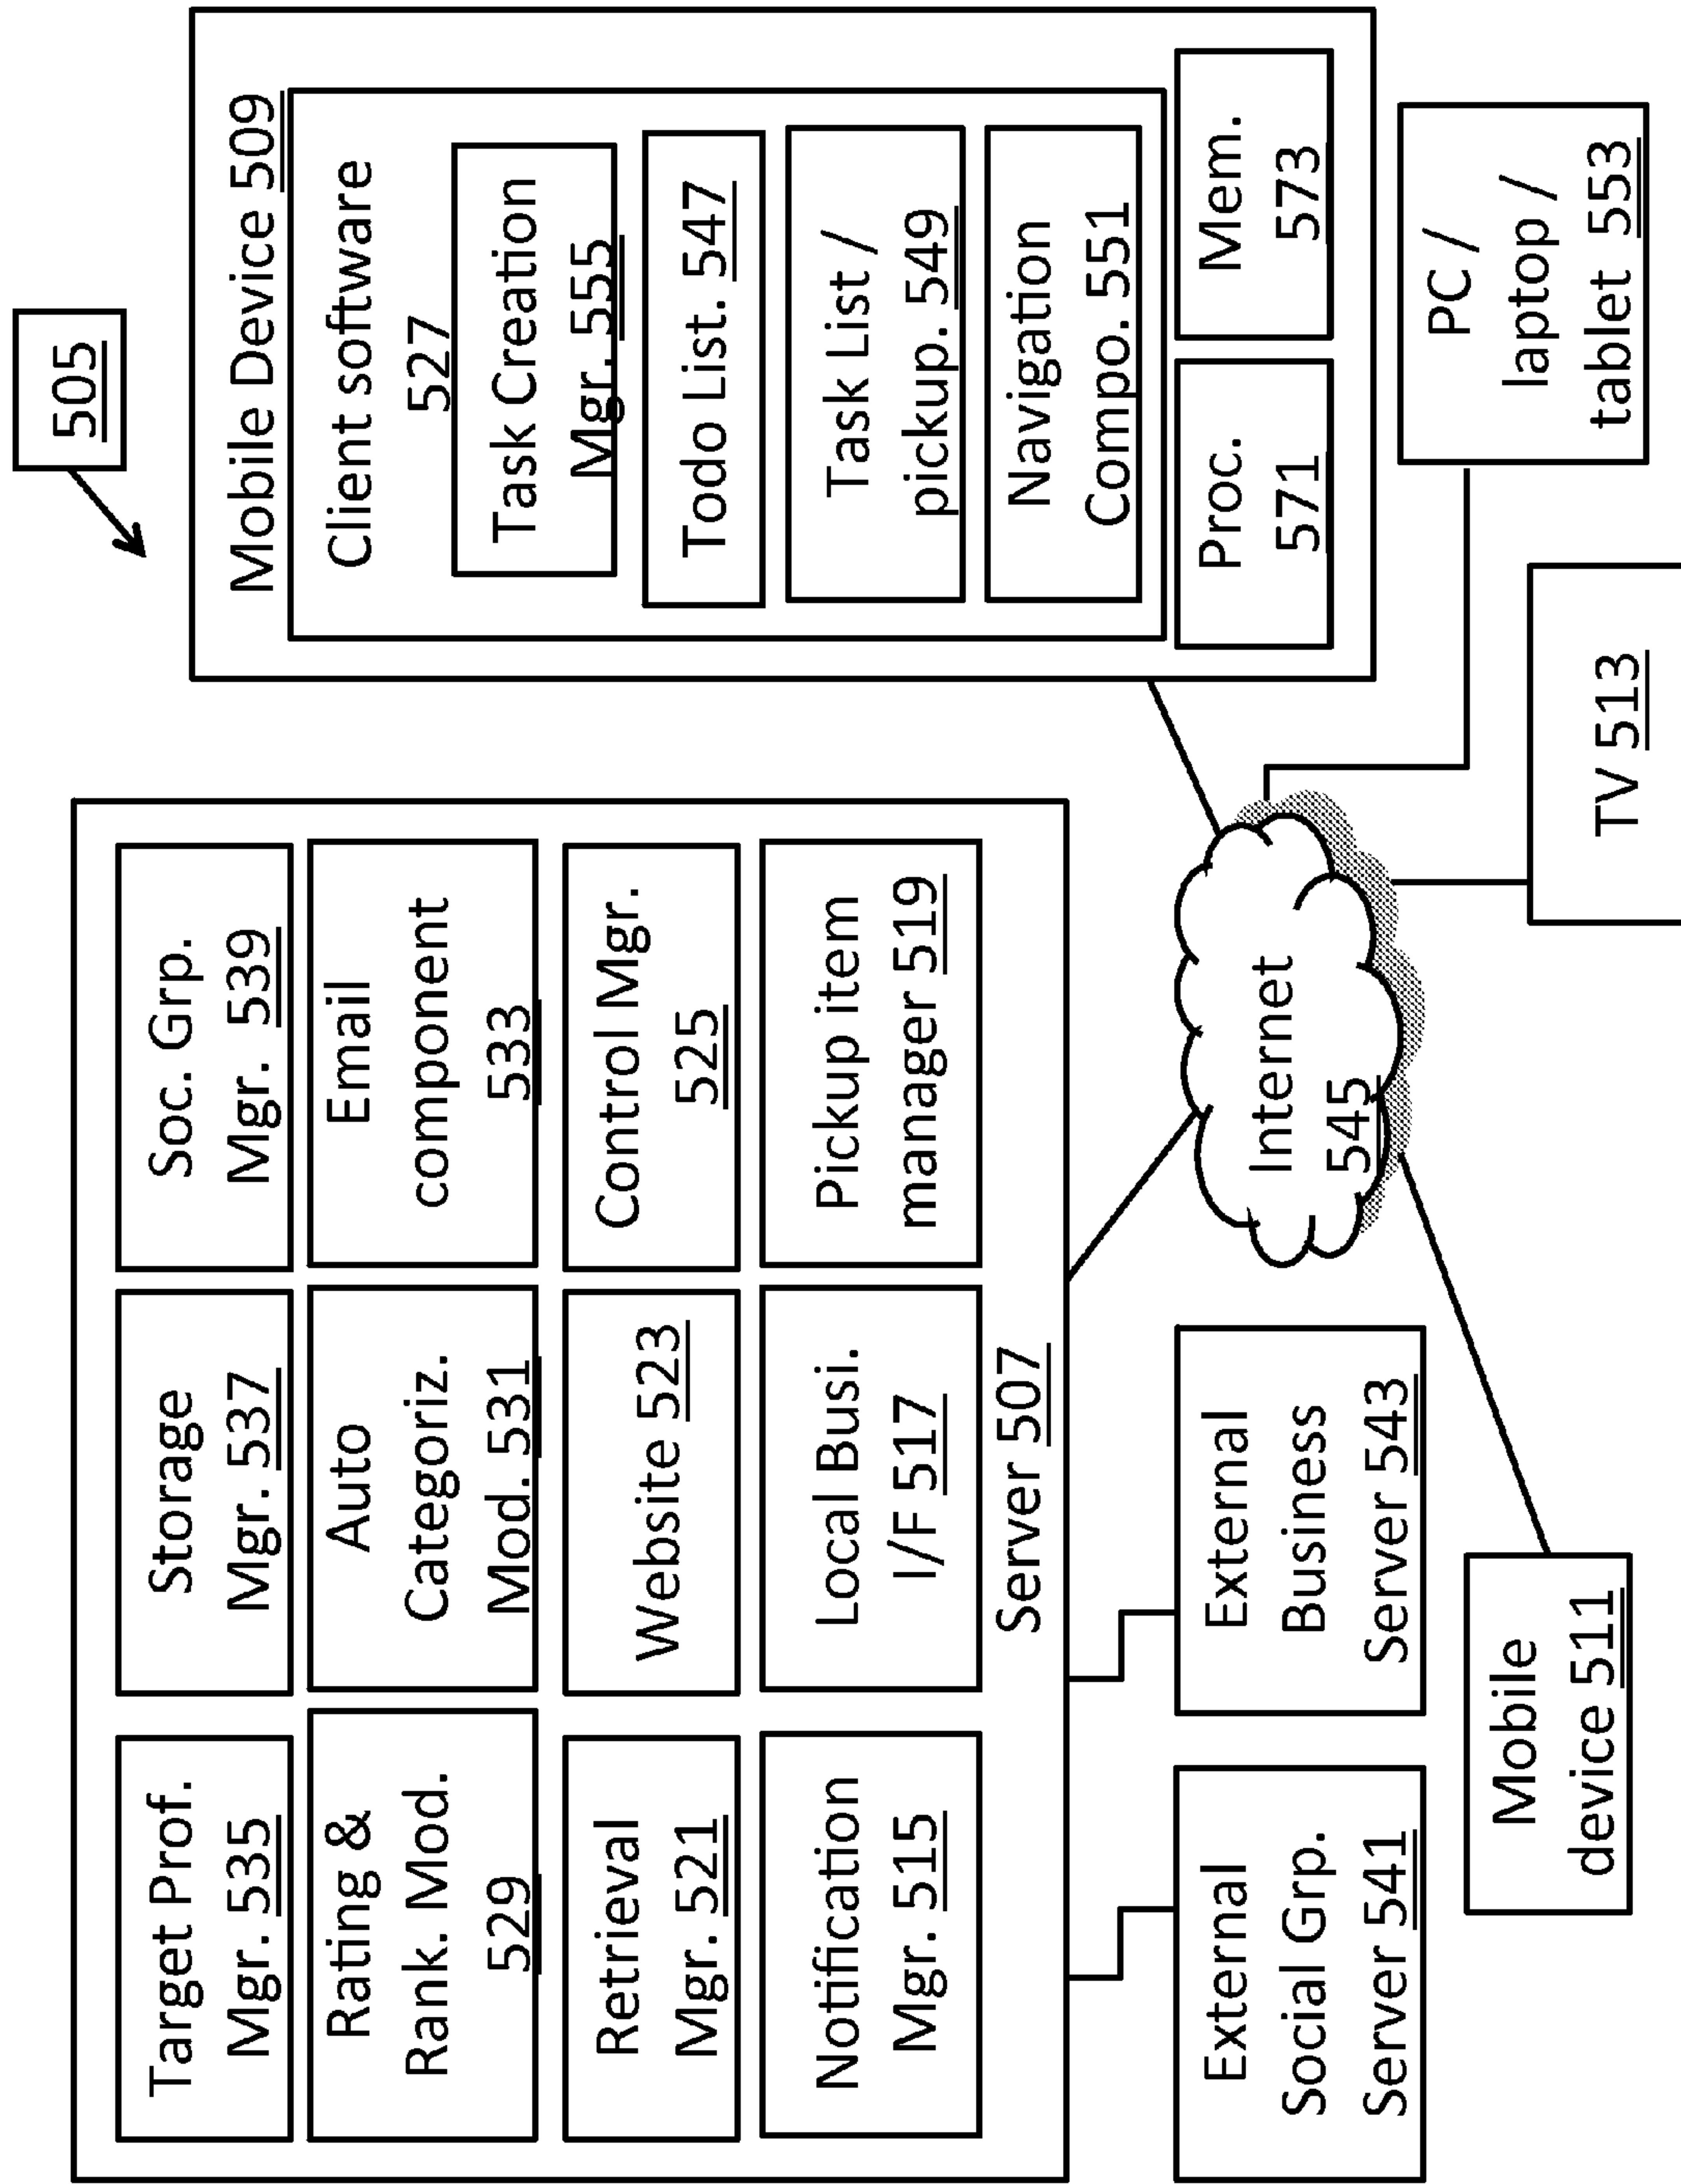 505
Target Prof.
Mgr. 535
Storage
Mgr. 537
Soc. Grp.
Mgr. 539
Rating &
Rank. Mod.
529
Auto
Categoriz.
Mod. 531
Email
component
533
Retrieval
Mgr. 521
Website 523
Control Mgr.
525
Notification
Mgr. 515
Local Busi.
I/F 517
Pickup item
manager 519
Server 507
Mobile Device 509
Client software
527
Task Creation
Mgr. 555
Todo List. 547
Task List /
pickup. 549
Navigation
Compo. 551
Proc.
571
Mem.
573
External
Social Grp.
Server 541
External
Business
Server 543
Internet
545
Mobile
device 511
TV 513
PC /
laptop /
tablet 553